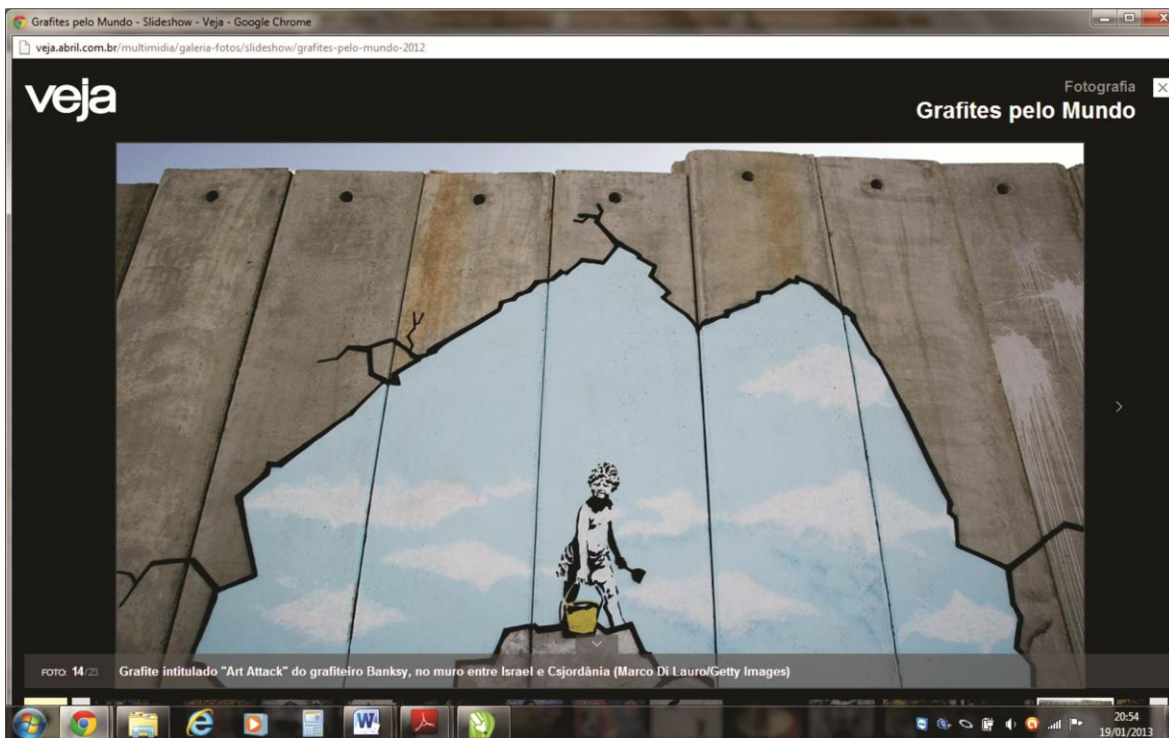 Grafites pelo Mundo - Slideshow - Veja - Google Chrome
veja.abril.com.br/multimidia/galeria-fotos/slideshow/grafites-pelo-mundo-2012
veja
Fotografia
Grafites pelo Mundo
FOTO: 14/23 Grafite intitulado "Art Attack" do grafiteiro Banksy, no muro entre Israel e Csjordânia (Marco Di Lauro/Getty Images)
20:54
19/01/2013